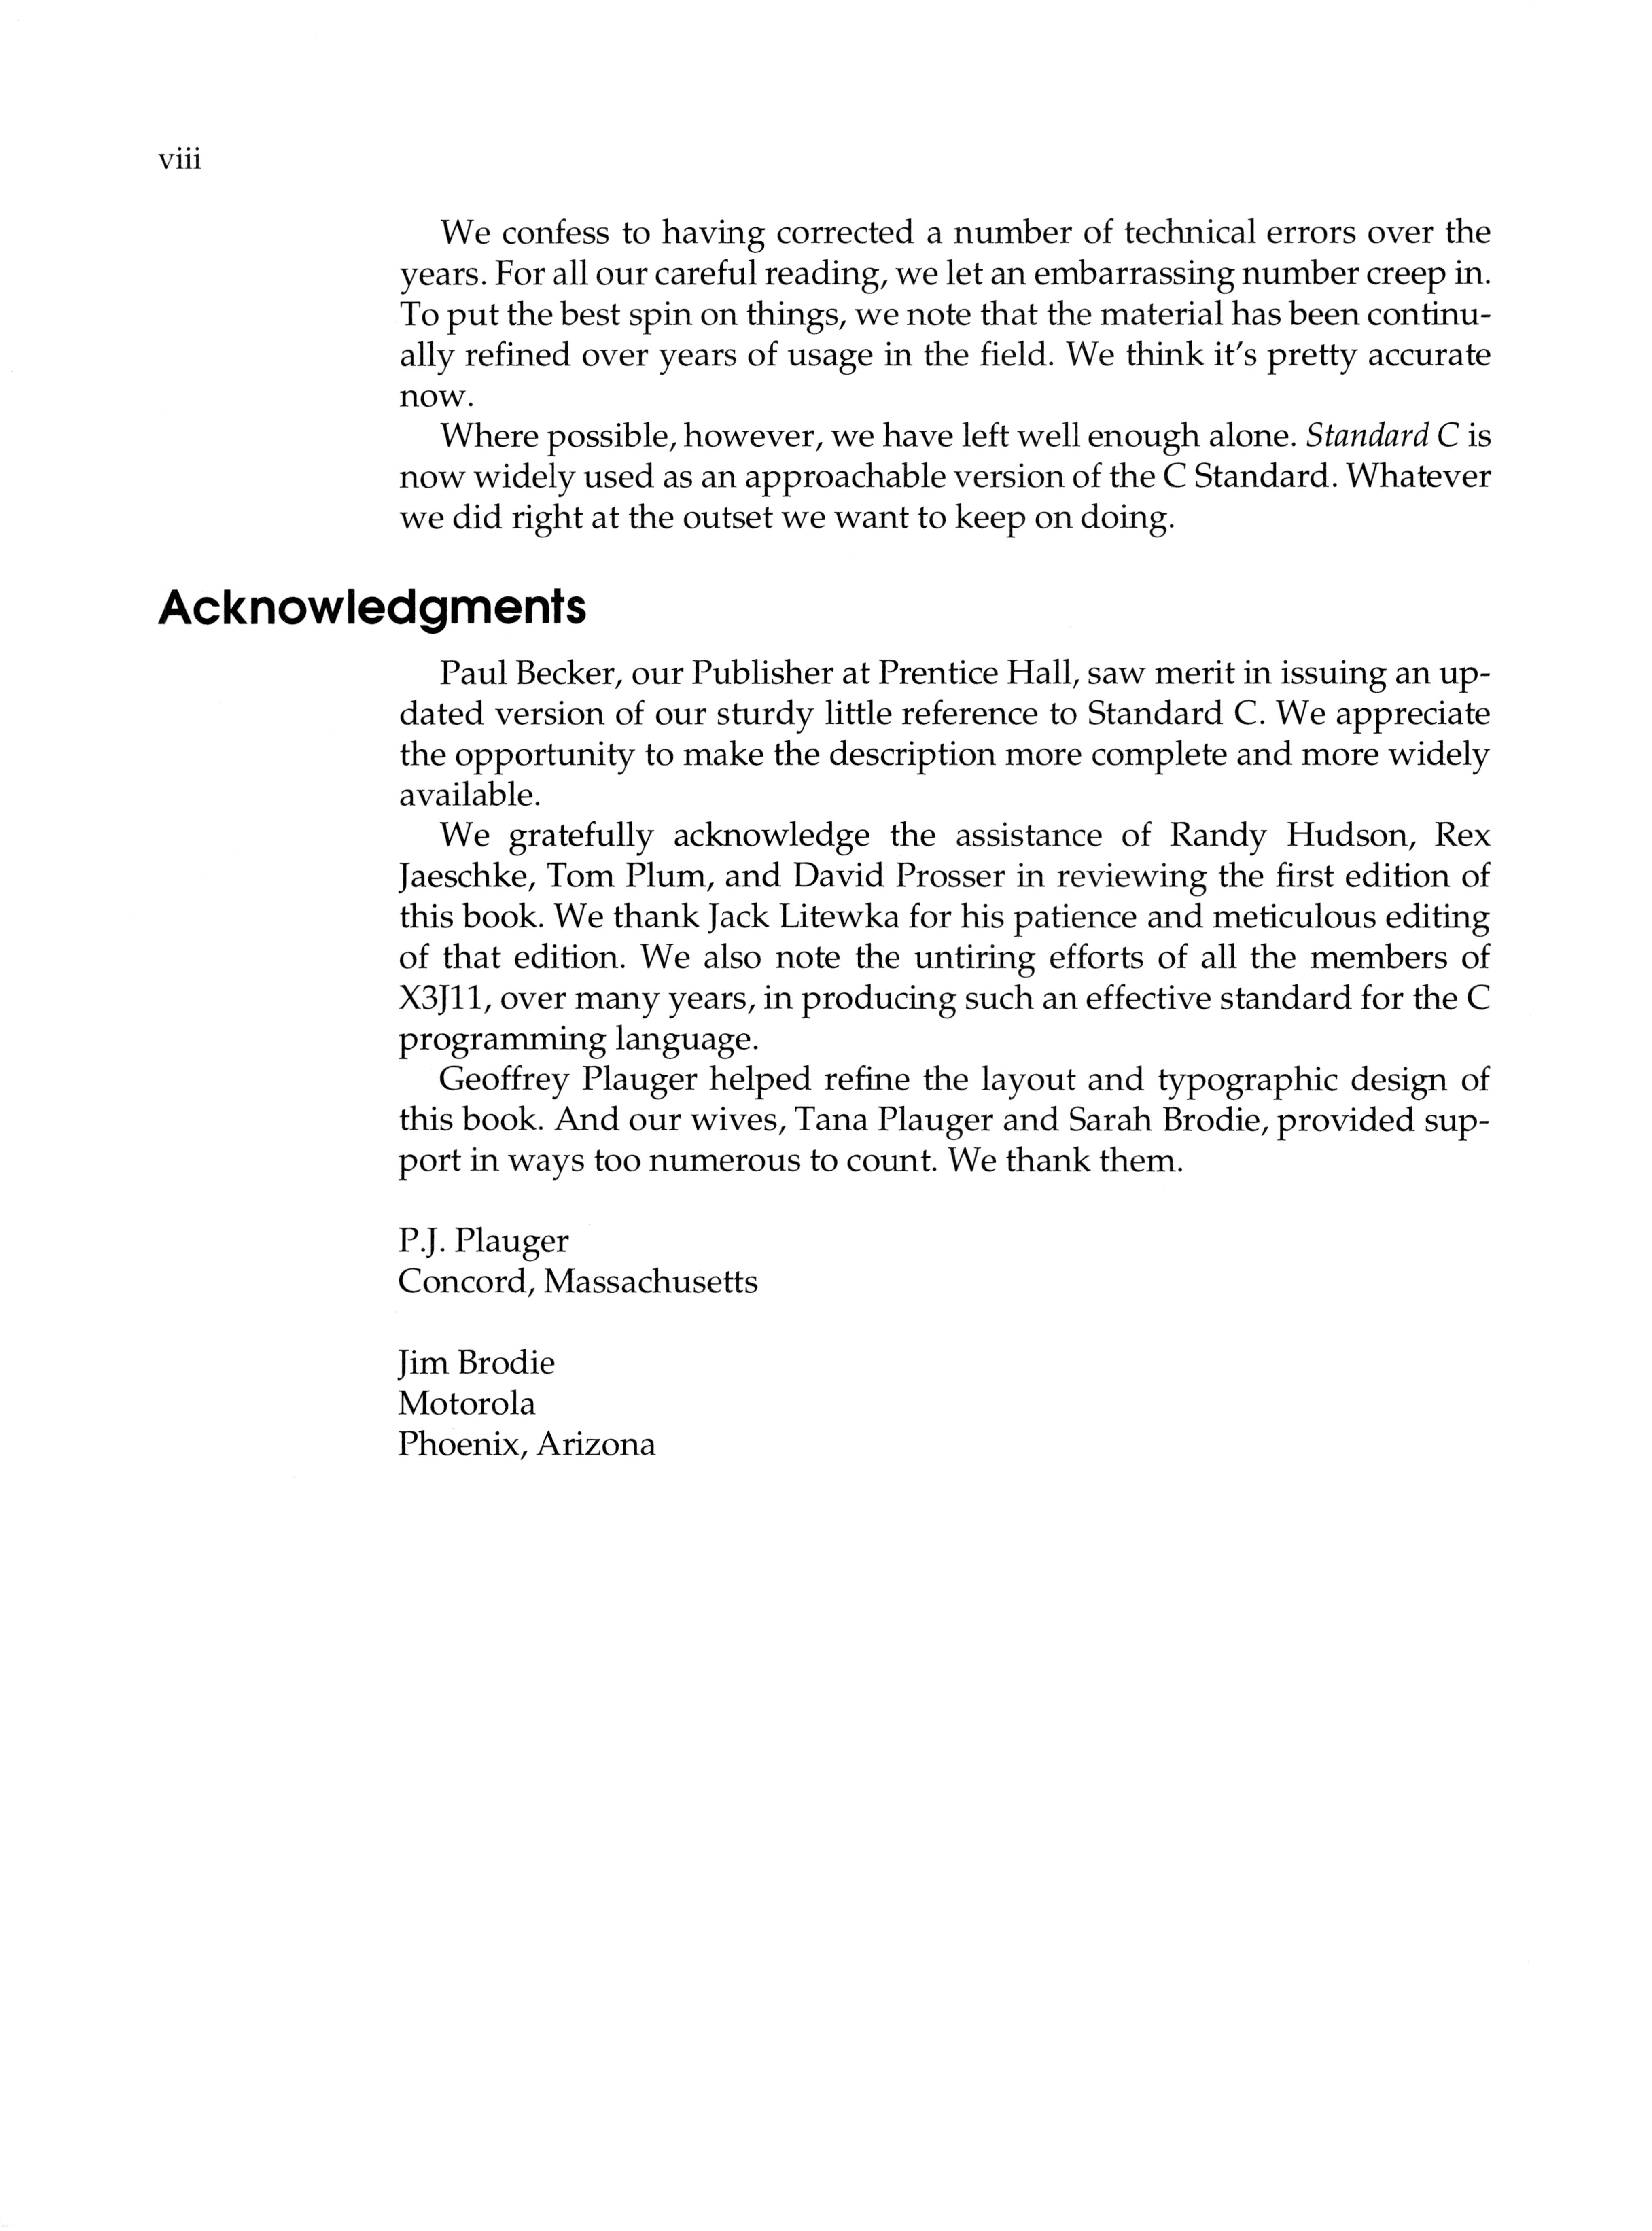 viii
We confess to having corrected a number of technical errors over the
years. For all our careful reading, we let an embarrassing number creep in.
To put the best spin on things, we note that the material has been continu-
ally refined over years of usage in the field. We think it's pretty accurate
now.
Where possible, however, we have left well enough alone. Standard C is
now widely used as an approachable version of the C Standard. Whatever
we did right at the outset we want to keep on doing.
Acknowledgments
Paul Becker, our Publisher at Prentice Hall, saw merit in issuing an up-
dated version of our sturdy little reference to Standard C. We appreciate
the opportunity to make the description more complete and more widely
available.
We gratefully acknowledge the assistance of Randy Hudson, Rex
Jaeschke, Tom Plum, and David Prosser in reviewing the first edition of
this book. We thank Jack Litewka for his patience and meticulous editing
of that edition. We also note the untiring efforts of all the members of
X3J11, over many years, in producing such an effective standard for the C
programming language.
Geoffrey Plauger helped refine the layout and typographic design of
this book. And our wives, Tana Plauger and Sarah Brodie, provided sup-
port in ways too numerous to count. We thank them.
P.J. Plauger
Concord, Massachusetts
Jim Brodie
Motorola
Phoenix, Arizona